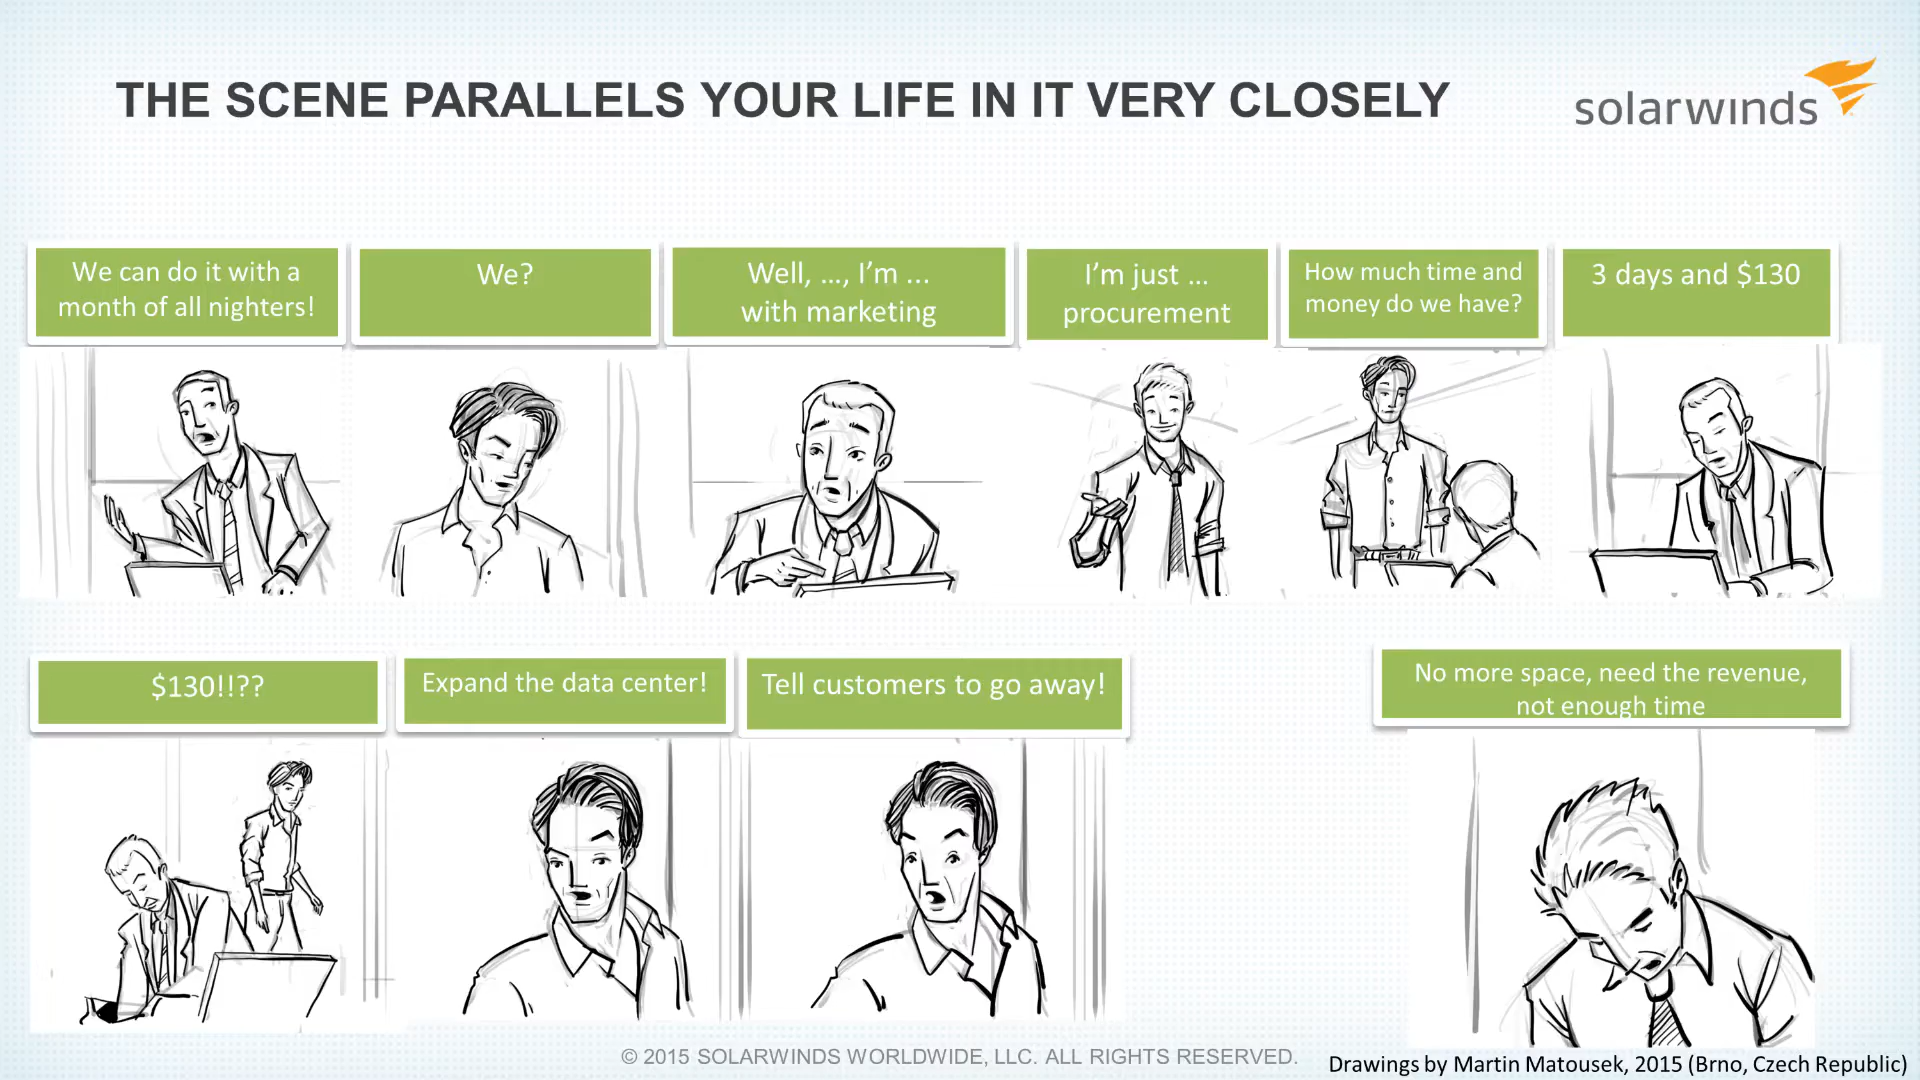 THE SCENE PARALLELS YOUR LIFE IN IT VERY CLOSELY
solarwinds
We can do it with a
month of all nighters!
We?
Well, ..., I'm ...
with marketing
I'm just ...
procurement
How much time and
money do we have?
3 days and $130
$130!!??
Expand the data center!
Tell customers to go away!
No more space, need the revenue,
not enough time
© 2015 SOLARWINDS WORLDWIDE, LLC. ALL RIGHTS RESERVED.
Drawings by Martin Matousek, 2015 (Brno, Czech Republic)